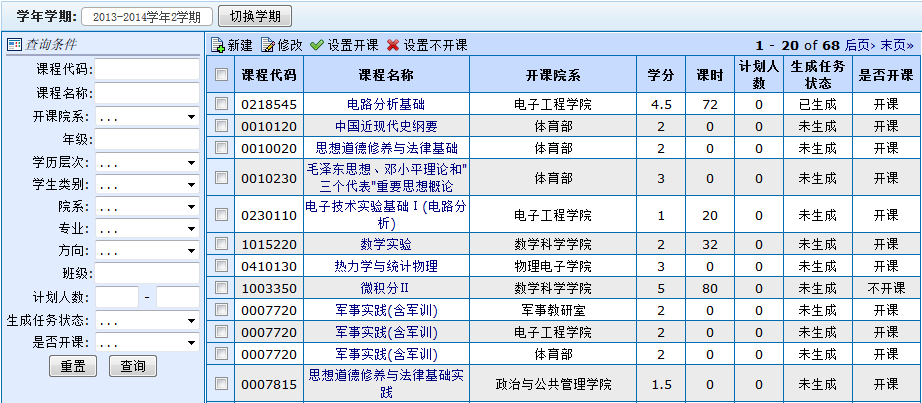 学年学期: 2013-2014学年2学期 切换学期
查询条件
课程代码:
课程名称:
开课院系: ...
年级:
学历层次: ...
学生类别: ...
院系: ...
专业: ...
方向: ...
班级:
计划人数: -
生成任务状态: ...
是否开课: ...
重置 查询
新建 修改 设置开课 设置不开课 1 - 20 of 68 后页› 末页»
课程代码 课程名称 开课院系 学分 课时 计划人数 生成任务状态 是否开课
0218545 电路分析基础 电子工程学院 4.5 72 0 已生成 开课
0010120 中国近现代史纲要 体育部 2 0 0 未生成 开课
0010020 思想道德修养与法律基础 体育部 2 0 0 未生成 开课
0010230 毛泽东思想、邓小平理论和"三个代表"重要思想概论 体育部 3 0 0 未生成 开课
0230110 电子技术实验基础Ⅰ(电路分析) 电子工程学院 1 20 0 未生成 开课
1015220 数学实验 数学科学学院 2 32 0 未生成 开课
0410130 热力学与统计物理 物理电子学院 3 0 0 未生成 开课
1003350 微积分Ⅱ 数学科学学院 5 80 0 未生成 不开课
0007720 军事实践(含军训) 军事教研室 2 0 0 未生成 开课
0007720 军事实践(含军训) 电子工程学院 2 0 0 未生成 开课
0007720 军事实践(含军训) 体育部 2 0 0 未生成 开课
0007815 思想道德修养与法律基础实践 政治与公共管理学院 1.5 0 0 未生成 开课